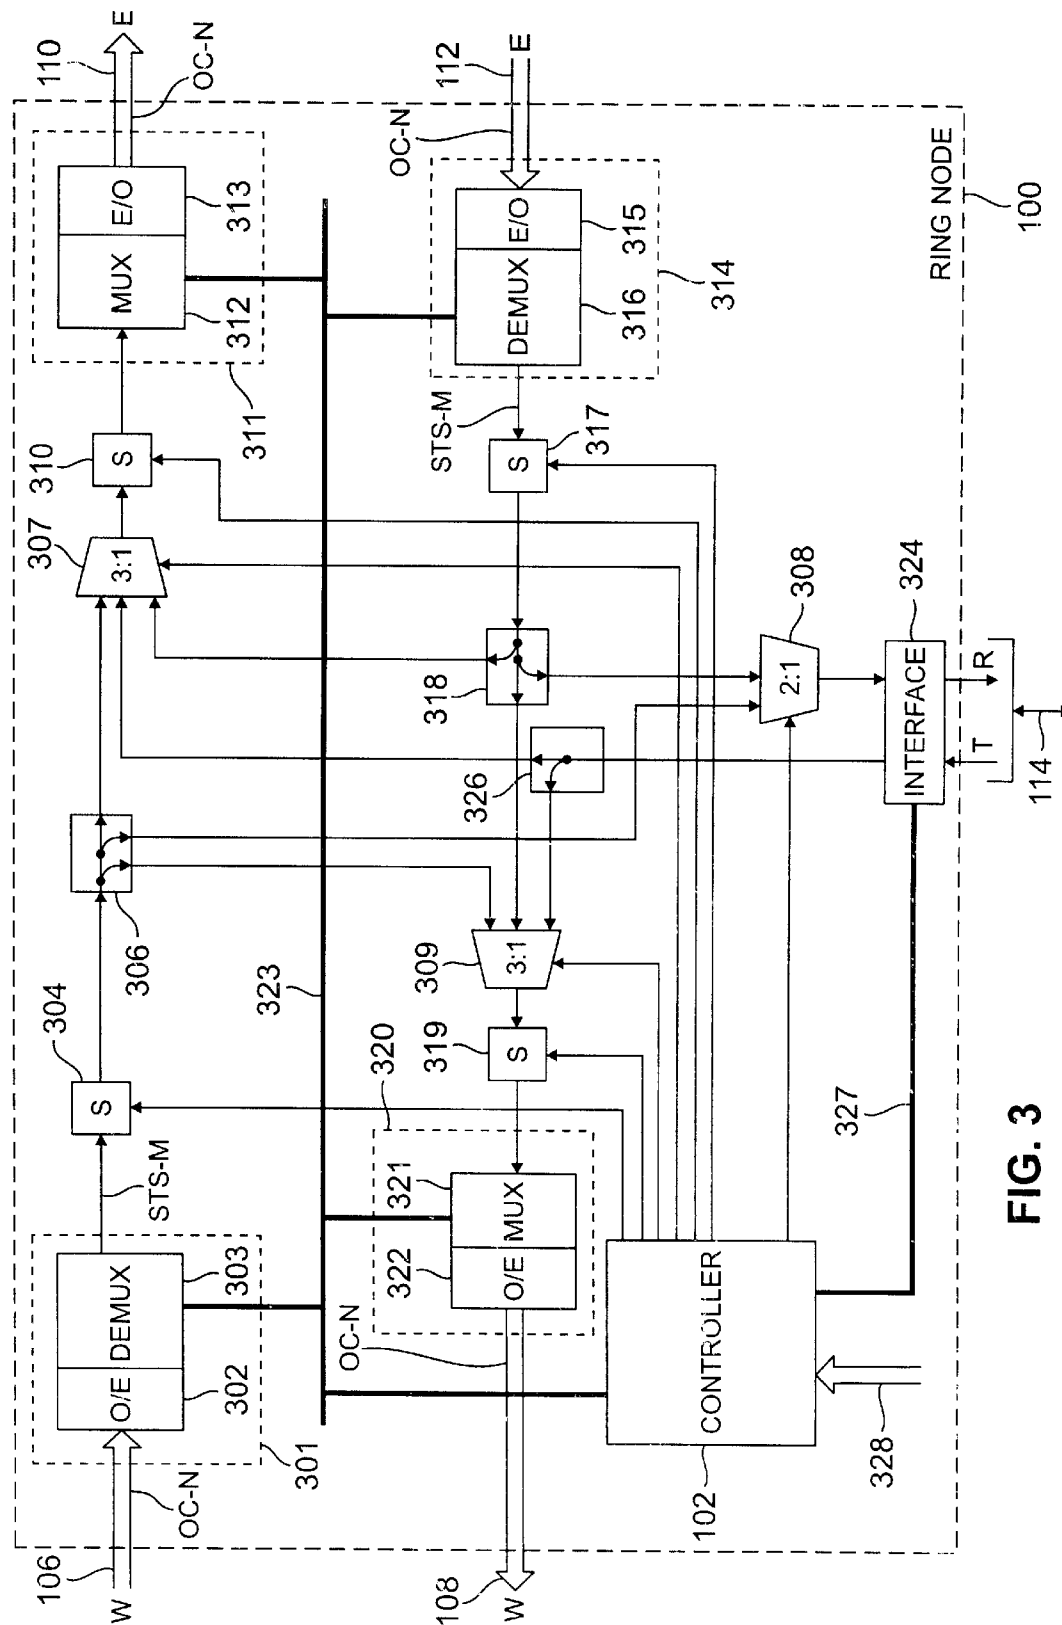 110
E
OC-N
E/O
313
MUX
312
311
310
S
307
3:1
112
E
OC-N
E/O
315
DEMUX
316
314
STS-M
S
317
318
326
306
304
S
STS-M
303
DEMUX
O/E
302
301
OC-N
106
W
323
309
3:1
319
S
320
321
MUX
322
O/E
OC-N
108
W
308
2:1
324
INTERFACE
R
T
114
RING NODE
100
CONTROLLER
102
328
327
FIG. 3